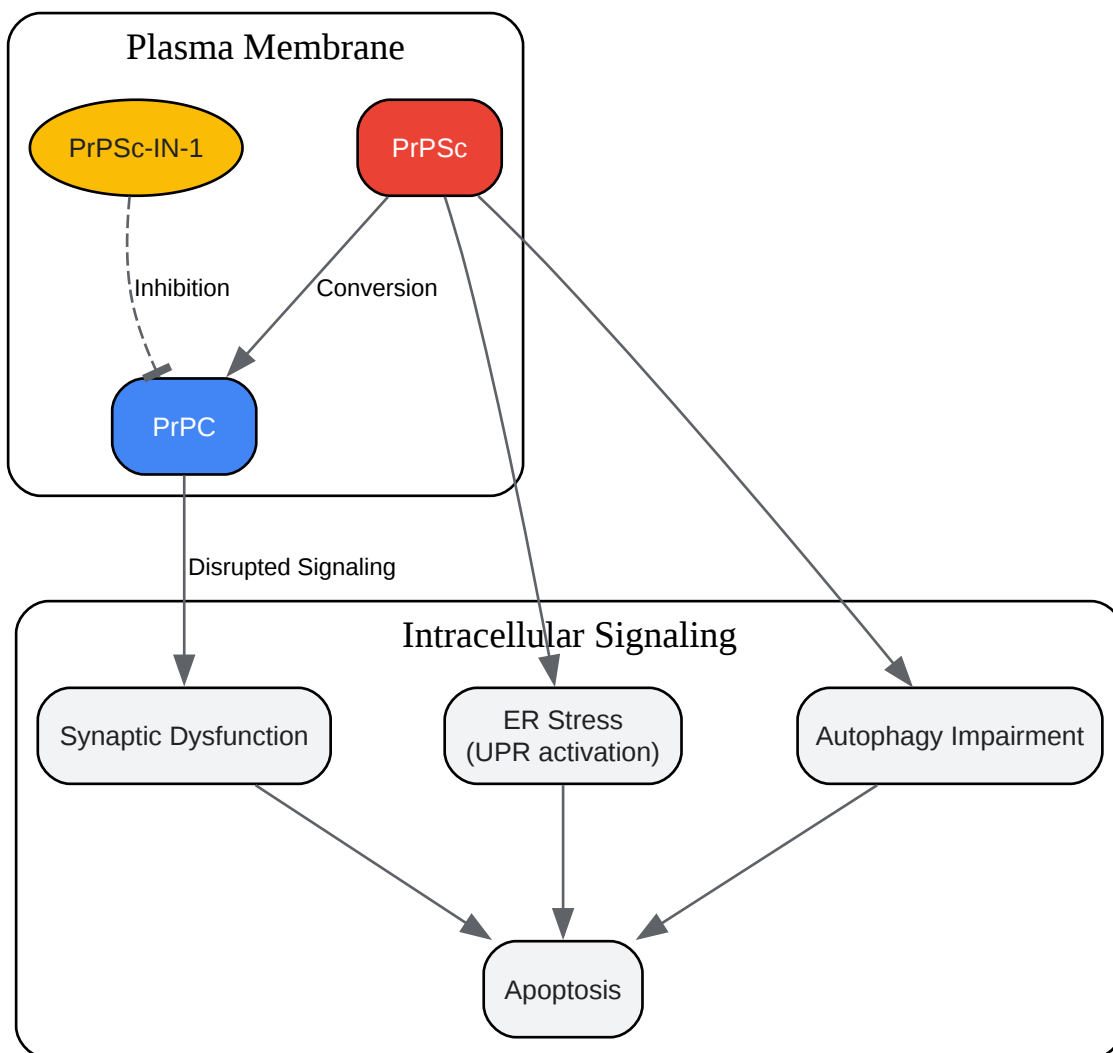 Plasma Membrane
PrPSc-IN-1
PrPSc
Inhibition
Conversion
PrPC
Disrupted Signaling
Intracellular Signaling
Synaptic Dysfunction
ER Stress
(UPR activation)
Autophagy Impairment
Apoptosis